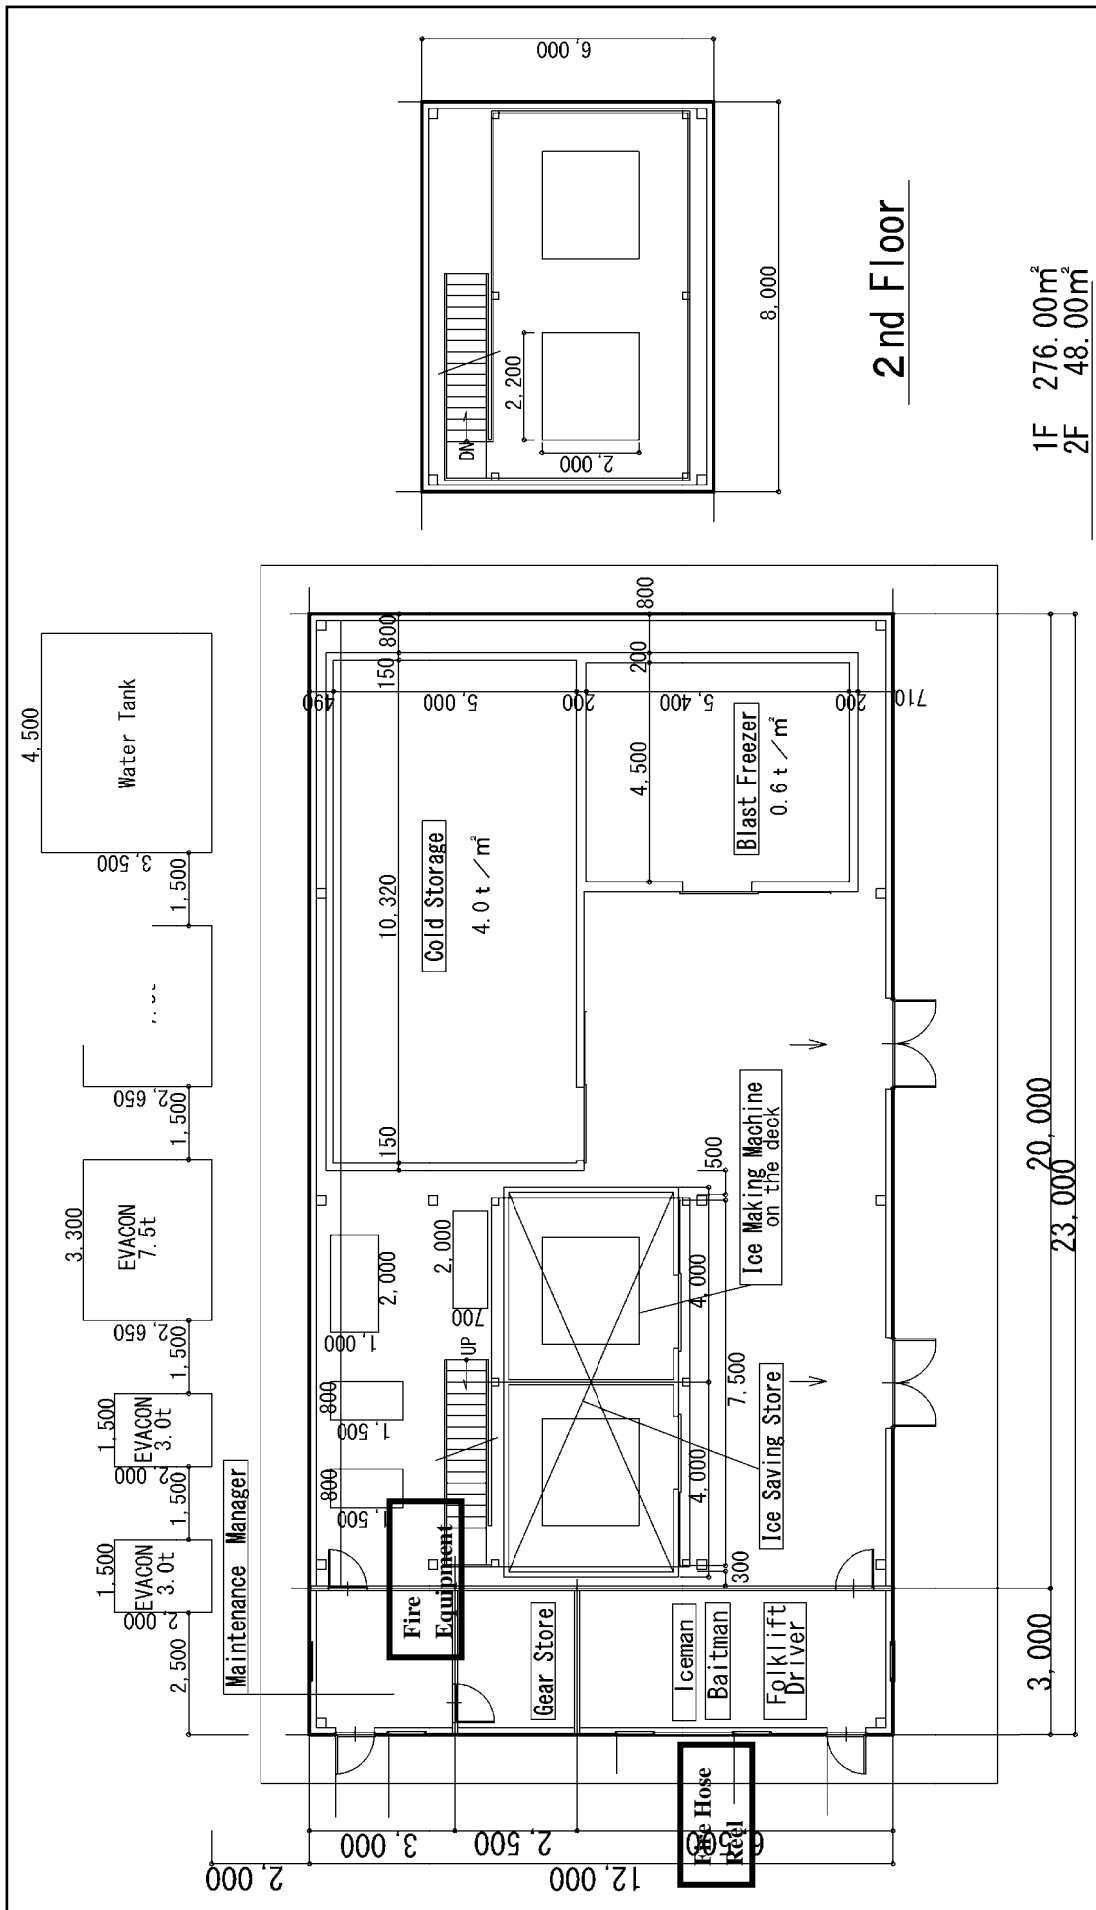 6,000
8,000
DN
2,200
2,000
2nd Floor
1F 276.00㎡
2F 48.00㎡
4,500
Water Tank
3,500
1,500
2,650
1,500
3,300
EVACON
7.5t
2,650
1,500
1,500
EVACON
3.0t
2,000
1,500
1,500
EVACON
3.0t
2,000
2,500
Maintenance Manager
490
150
800
5,000
200
200
800
5,400
200
710
10,320
Cold Storage
4.0t/㎡
4,500
Blast Freezer
0.6t/㎡
150
2,000
1,000
2,000
700
UP
800
1,500
800
1,500
500
4,000
7,500
4,000
300
Ice Making Machine
on the deck
Ice Saving Store
Fire
Equipment
Gear Store
Iceman
Baitman
Folklift
Driver
Fire Hose
Reel
20,000
23,000
3,000
3,000
2,500
6,500
2,000
12,000